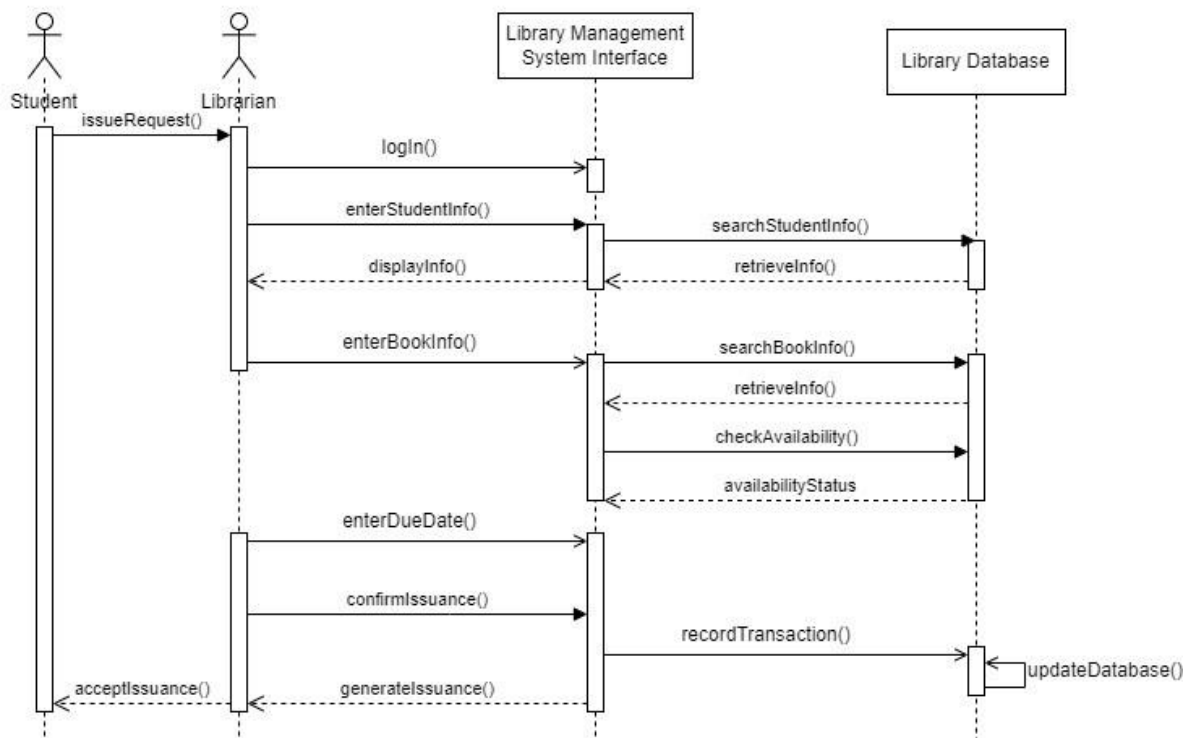 Library Management
System Interface
Library Database
Student
Librarian
issueRequest()
logIn()
enterStudentInfo()
searchStudentInfo()
displayInfo()
retrieveInfo()
enterBookInfo()
searchBookInfo()
retrieveInfo()
checkAvailability()
availabilityStatus
enterDueDate()
confirmIssuance()
recordTransaction()
updateDatabase()
acceptIssuance()
generateIssuance()